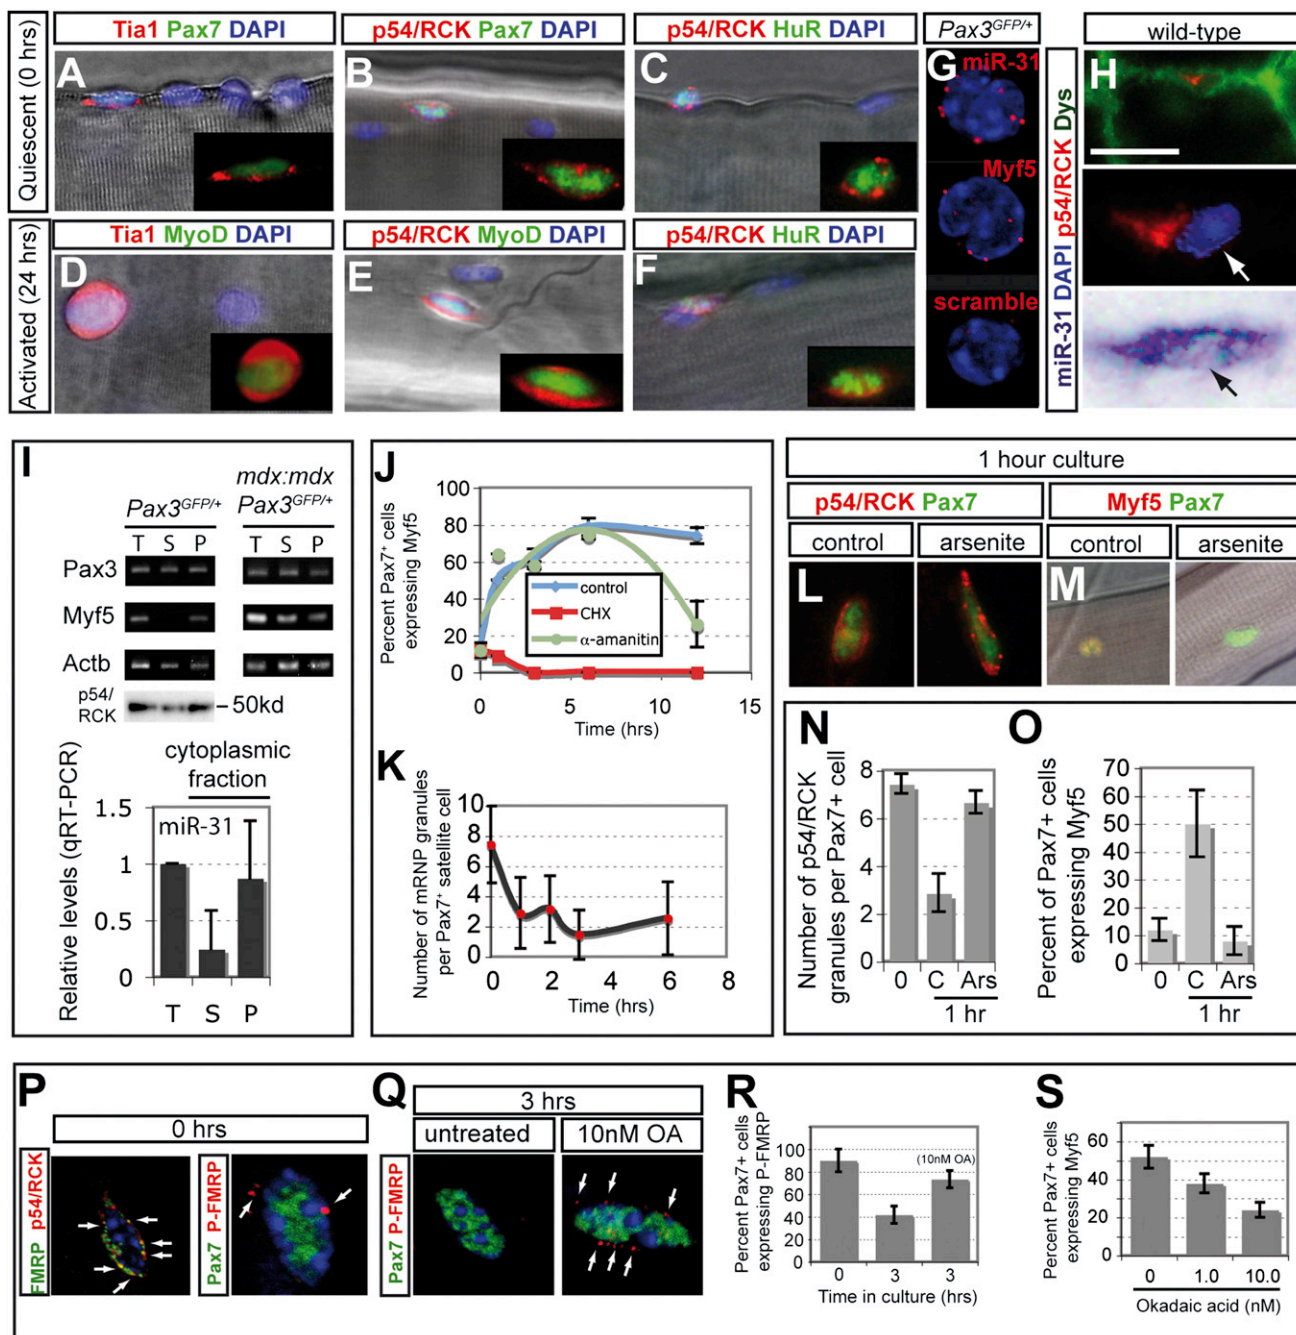 Quiescent (0 hrs)
Tia1 Pax7 DAPI
A
p54/RCK Pax7 DAPI
B
p54/RCK HuR DAPI
C
Pax3GFP/+
G
miR-31
Myf5
scramble
miR-31 DAPI p54/RCK Dys
wild-type
H
Activated (24 hrs)
Tia1 MyoD DAPI
D
p54/RCK MyoD DAPI
E
p54/RCK HuR DAPI
F
I
mdx:mdx
Pax3GFP/+ Pax3GFP/+
T S P T S P
Pax3
Myf5
Actb
p54/
RCK
50kd
cytoplasmic
fraction
Relative levels (qRT-PCR)
1.5
miR-31
1
0.5
0
T S P
J
Percent Pax7+ cells
expressing Myf5
100
80
60
40
20
0
control
CHX
α-amanitin
0 5 10 15
Time (hrs)
K
Number of mRNP granules
per Pax7+ satellite cell
10
8
6
4
2
0
0 2 4 6 8
Time (hrs)
1 hour culture
p54/RCK Pax7
Myf5 Pax7
control
arsenite
control
arsenite
L
M
N
Number of p54/RCK
granules per Pax7+ cell
8
6
4
2
0
0 C Ars
1 hr
O
Percent of Pax7+ cells
expressing Myf5
70
60
50
40
30
20
10
0
0 C Ars
1 hr
P
0 hrs
FMRP p54/RCK
Pax7 P-FMRP
Q
3 hrs
untreated
10nM OA
Pax7 P-FMRP
R
Percent Pax7+ cells
expressing P-FMRP
100
80
60
40
20
0
(10nM OA)
0 3 3
Time in culture (hrs)
S
Percent Pax7+ cells
expressing Myf5
60
40
20
0
0 1.0 10.0
Okadaic acid (nM)